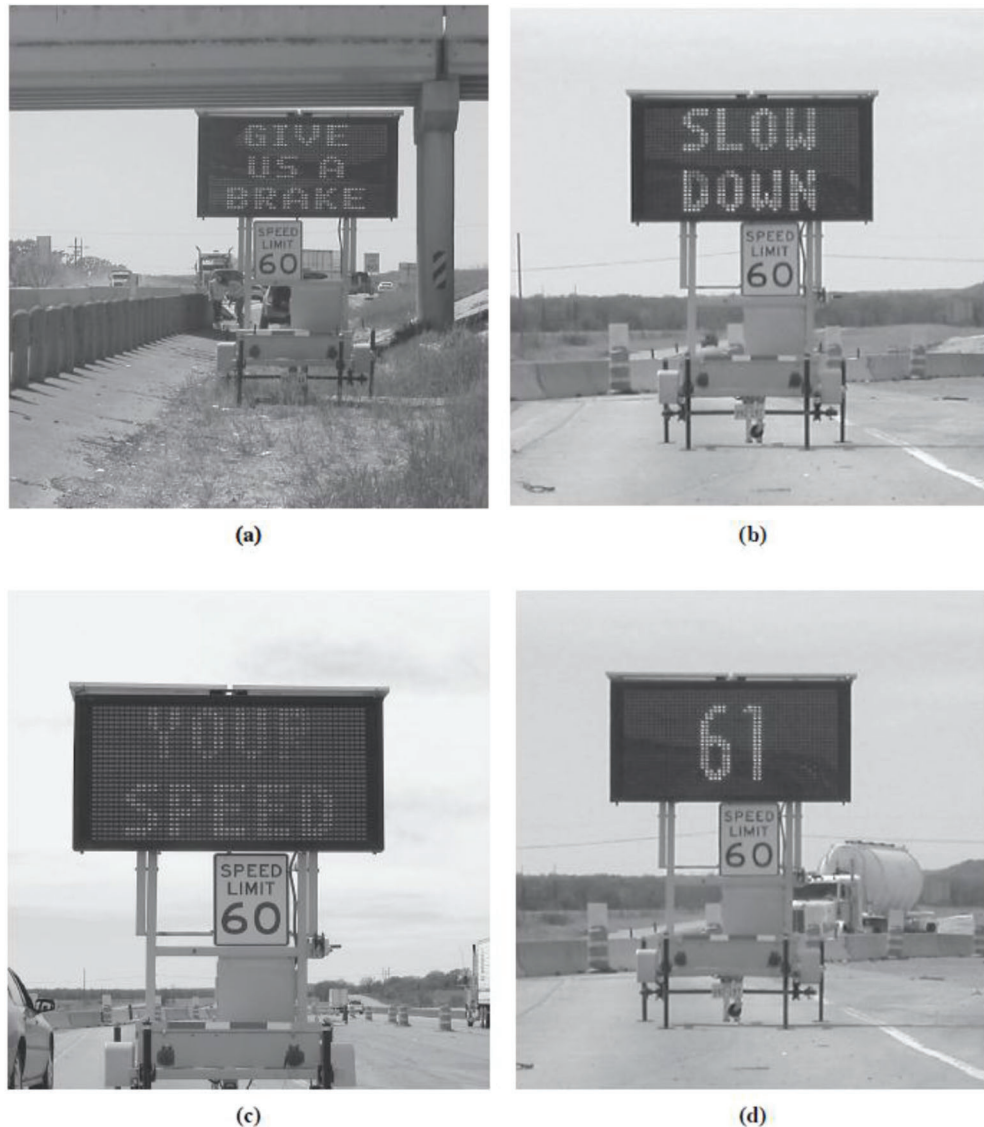 GIVE
US A
BRAKE
SPEED
LIMIT
60
SLOW
DOWN
SPEED
LIMIT
60
(a)
(b)
YOUR
SPEED
SPEED
LIMIT
60
61
SPEED
LIMIT
60
(c)
(d)